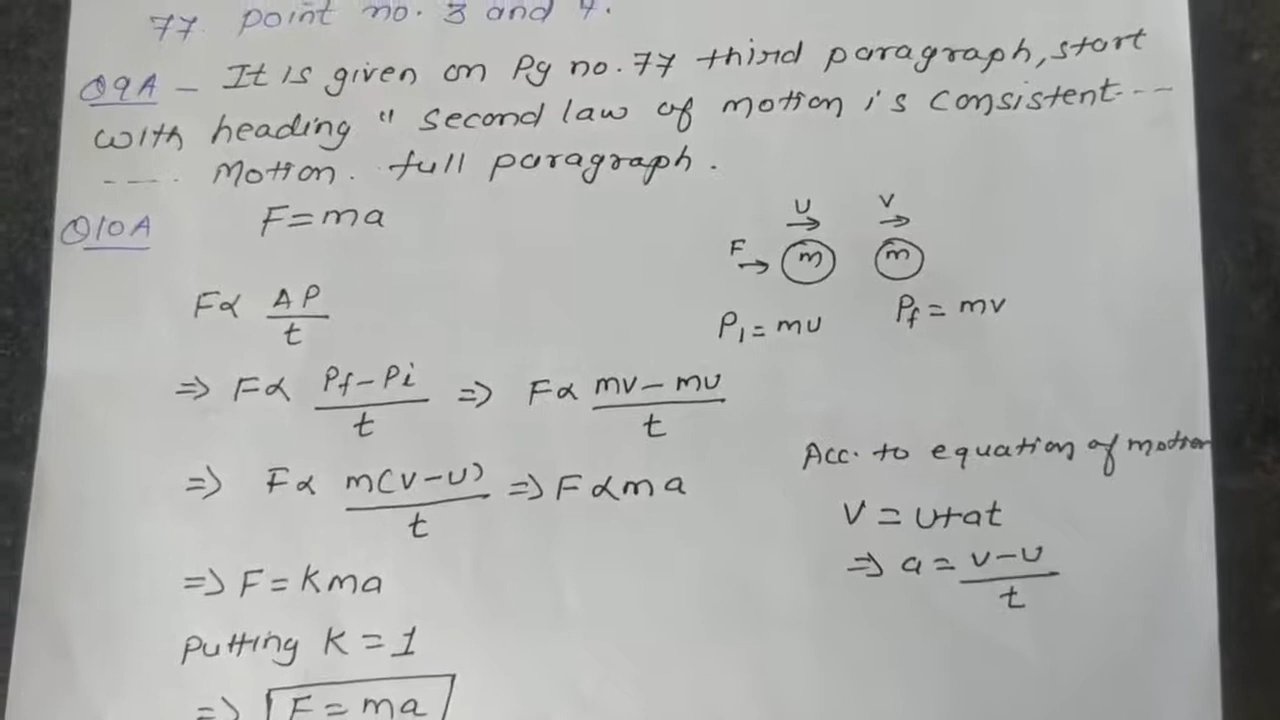 77. point no. 3 and 4.
Q9A - It is given on Pg no. 77 third paragraph, start
with heading " second law of motion is consistent ---
---- Motion. full paragraph.
Q10A F = ma
F∝ ΔP/t
=> F∝ Pf-Pi/t => F∝ mv-mu/t
=> F∝ m(v-u)/t => F∝ma
=> F = kma
Putting K = 1
=> F = ma
U V
F m m
P1 = mu Pf = mv
Acc. to equation of motion
V = u+at
=> a = v-u/t